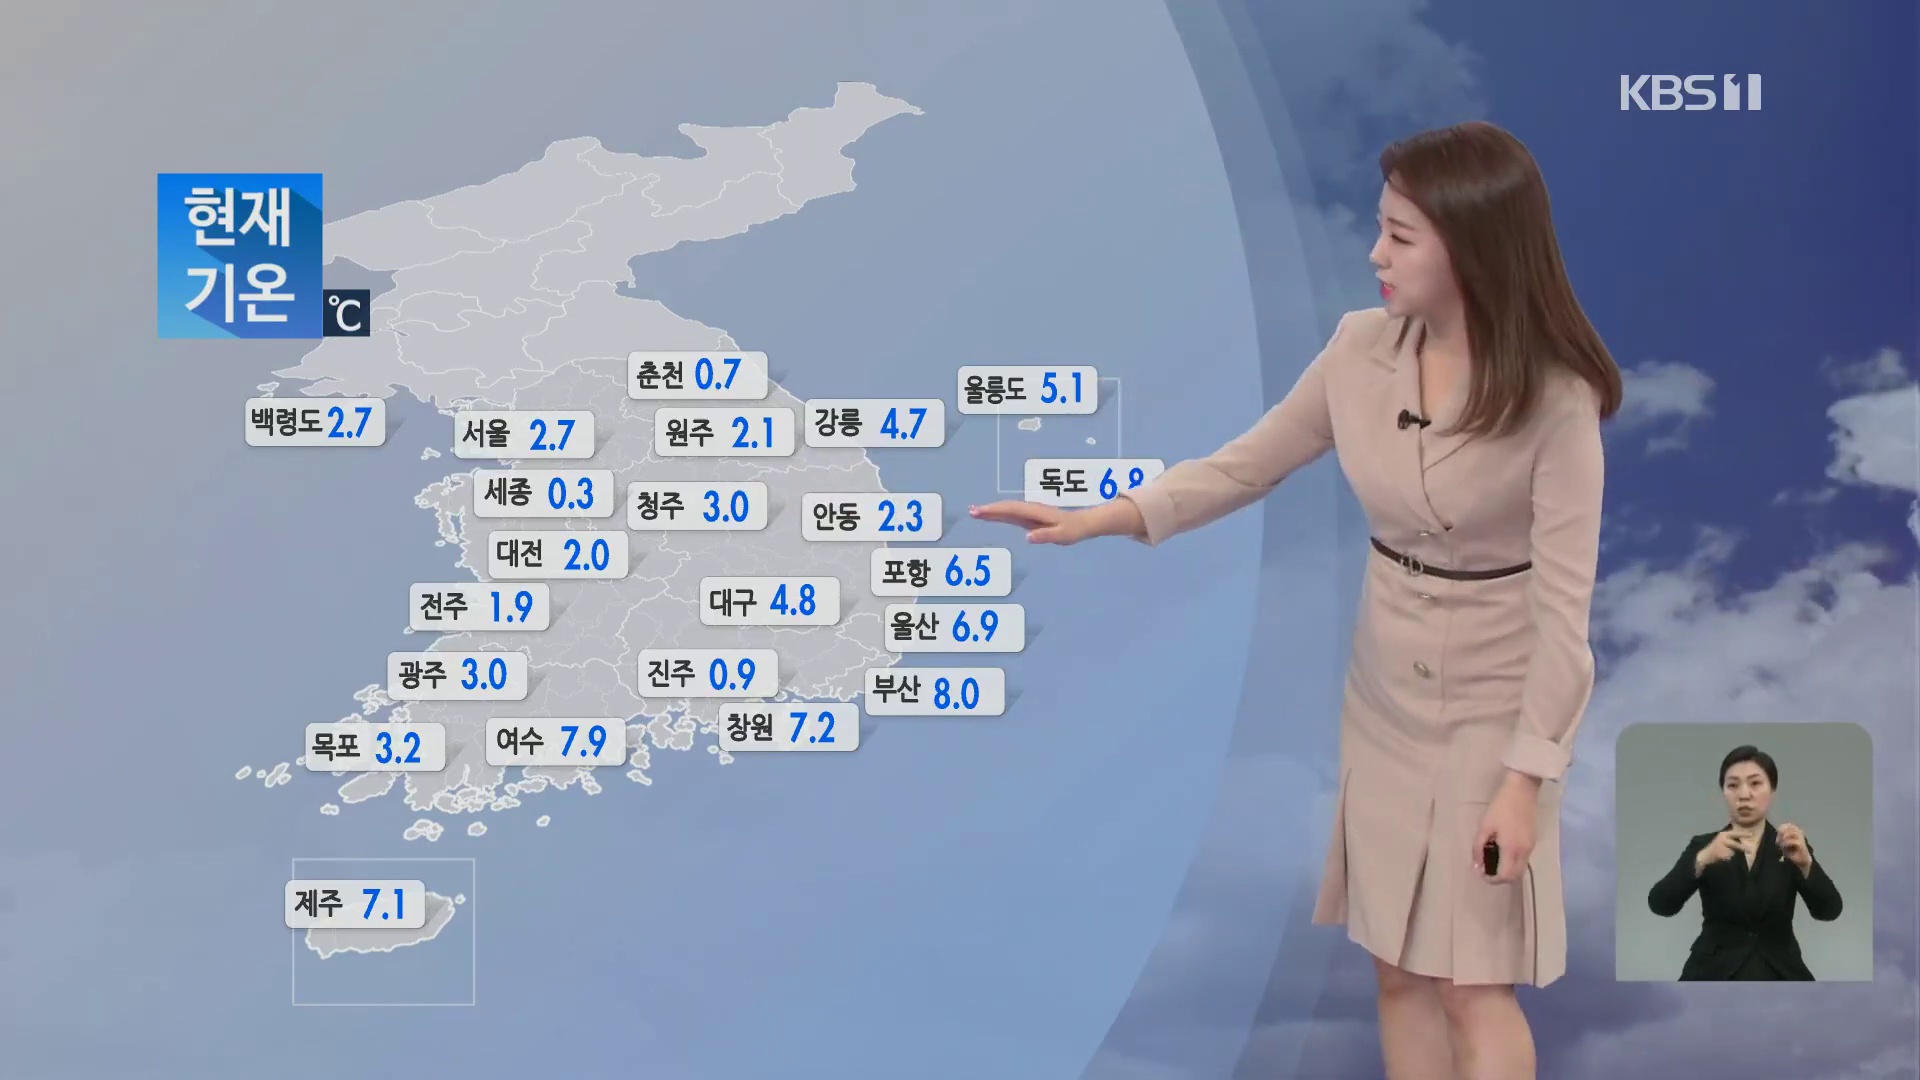 KBS 1
현재
기온
℃
춘천 0.7
울릉도 5.1
백령도 2.7
서울 2.7
원주 2.1
강릉 4.7
독도 6.8
세종 0.3
청주 3.0
안동 2.3
대전 2.0
포항 6.5
전주 1.9
대구 4.8
울산 6.9
광주 3.0
진주 0.9
부산 8.0
목포 3.2
여수 7.9
창원 7.2
제주 7.1